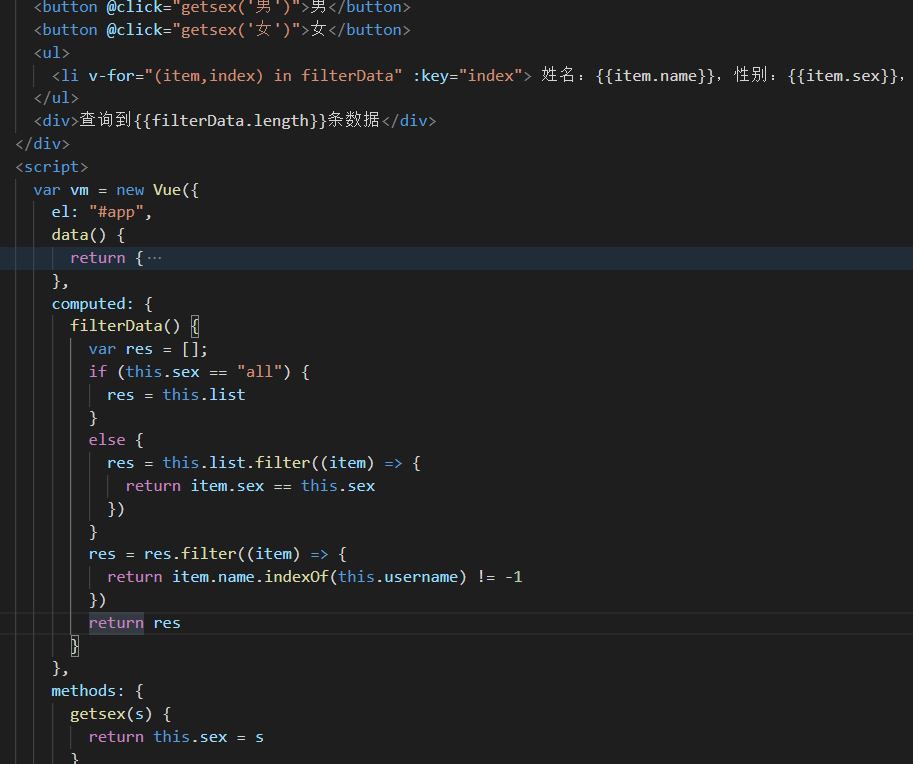 <button @click="getsex('男')">男</button>
<button @click="getsex('女')">女</button>
<ul>
<li v-for="(item,index) in filterData" :key="index"> 姓名：{{item.name}}，性别：{{item.sex}}，
</ul>
<div>查询到{{filterData.length}}条数据</div>
</div>
<script>
var vm = new Vue({
el: "#app",
data() {
return {…
},
computed: {
filterData() {
var res = [];
if (this.sex == "all") {
res = this.list
}
else {
res = this.list.filter((item) => {
return item.sex == this.sex
})
}
res = res.filter((item) => {
return item.name.indexOf(this.username) != -1
})
return res
}
},
methods: {
getsex(s) {
return this.sex = s
}